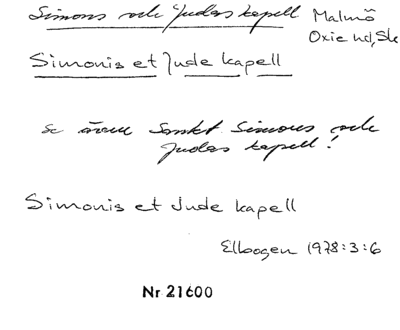 Simons och Judas kapell Malmö
Oxie hd, Sk
Simonis et Jude kapell
se även Sankt Simons och
Judas kapell!
Simonis et Jude kapell
Elbogen 1978:3:6
Nr 21600